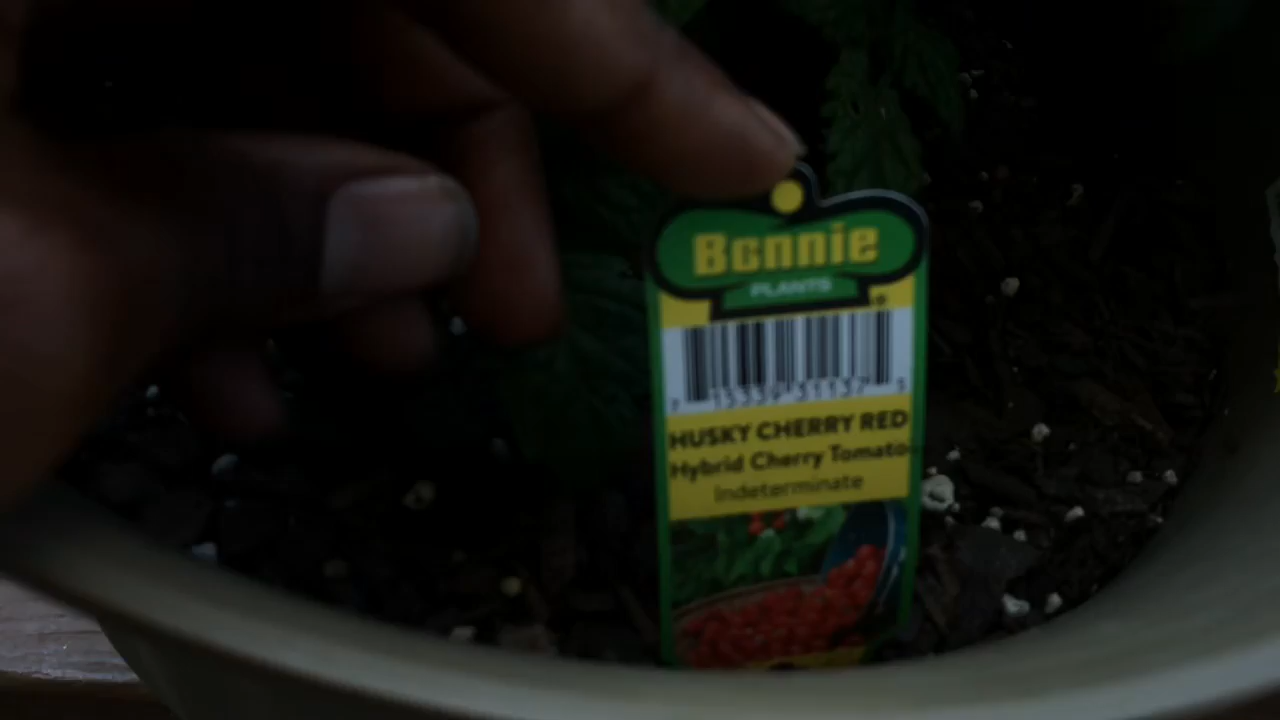 Bonnie
PLANTS
HUSKY CHERRY RED
Hybrid Cherry Tomato
Indeterminate